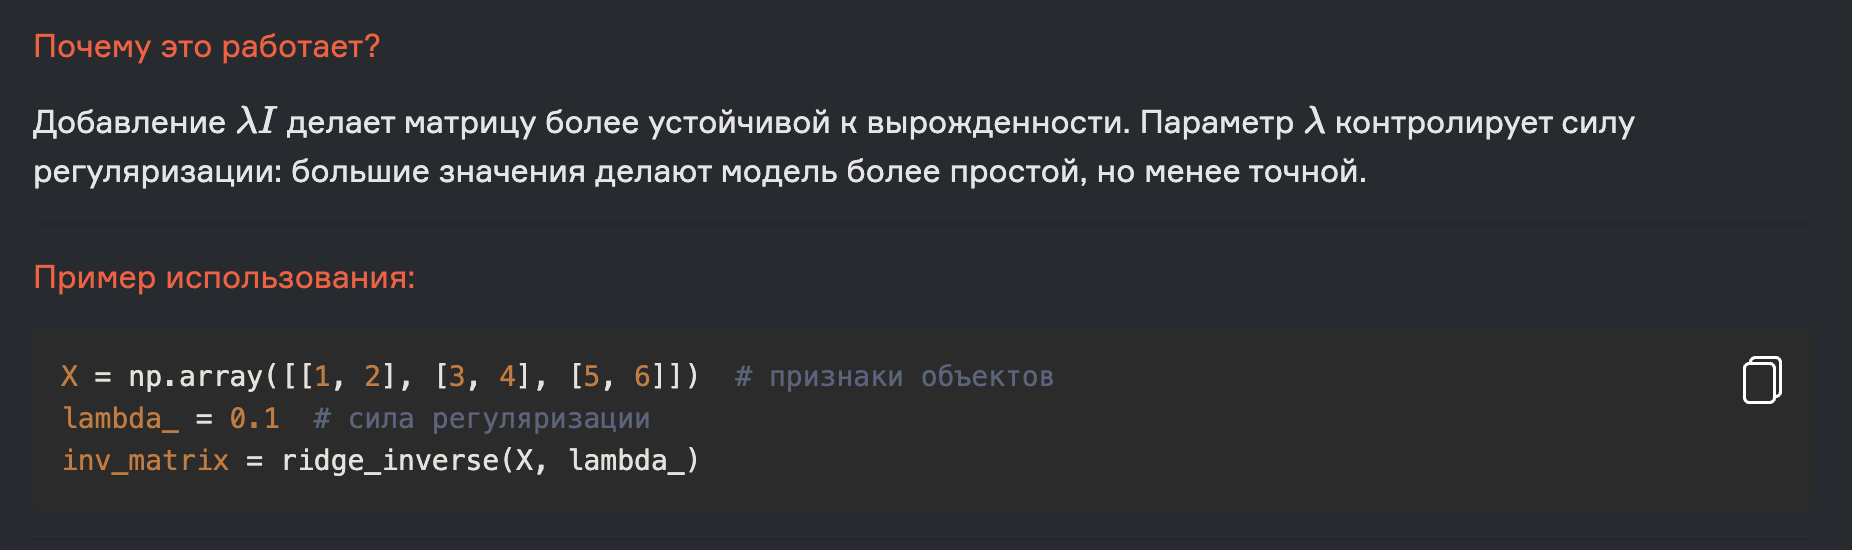 Почему это работает?
Добавление λI делает матрицу более устойчивой к вырожденности. Параметр λ контролирует силу
регуляризации: большие значения делают модель более простой, но менее точной.
Пример использования:
X = np.array([[1, 2], [3, 4], [5, 6]])  # признаки объектов
lambda_ = 0.1  # сила регуляризации
inv_matrix = ridge_inverse(X, lambda_)